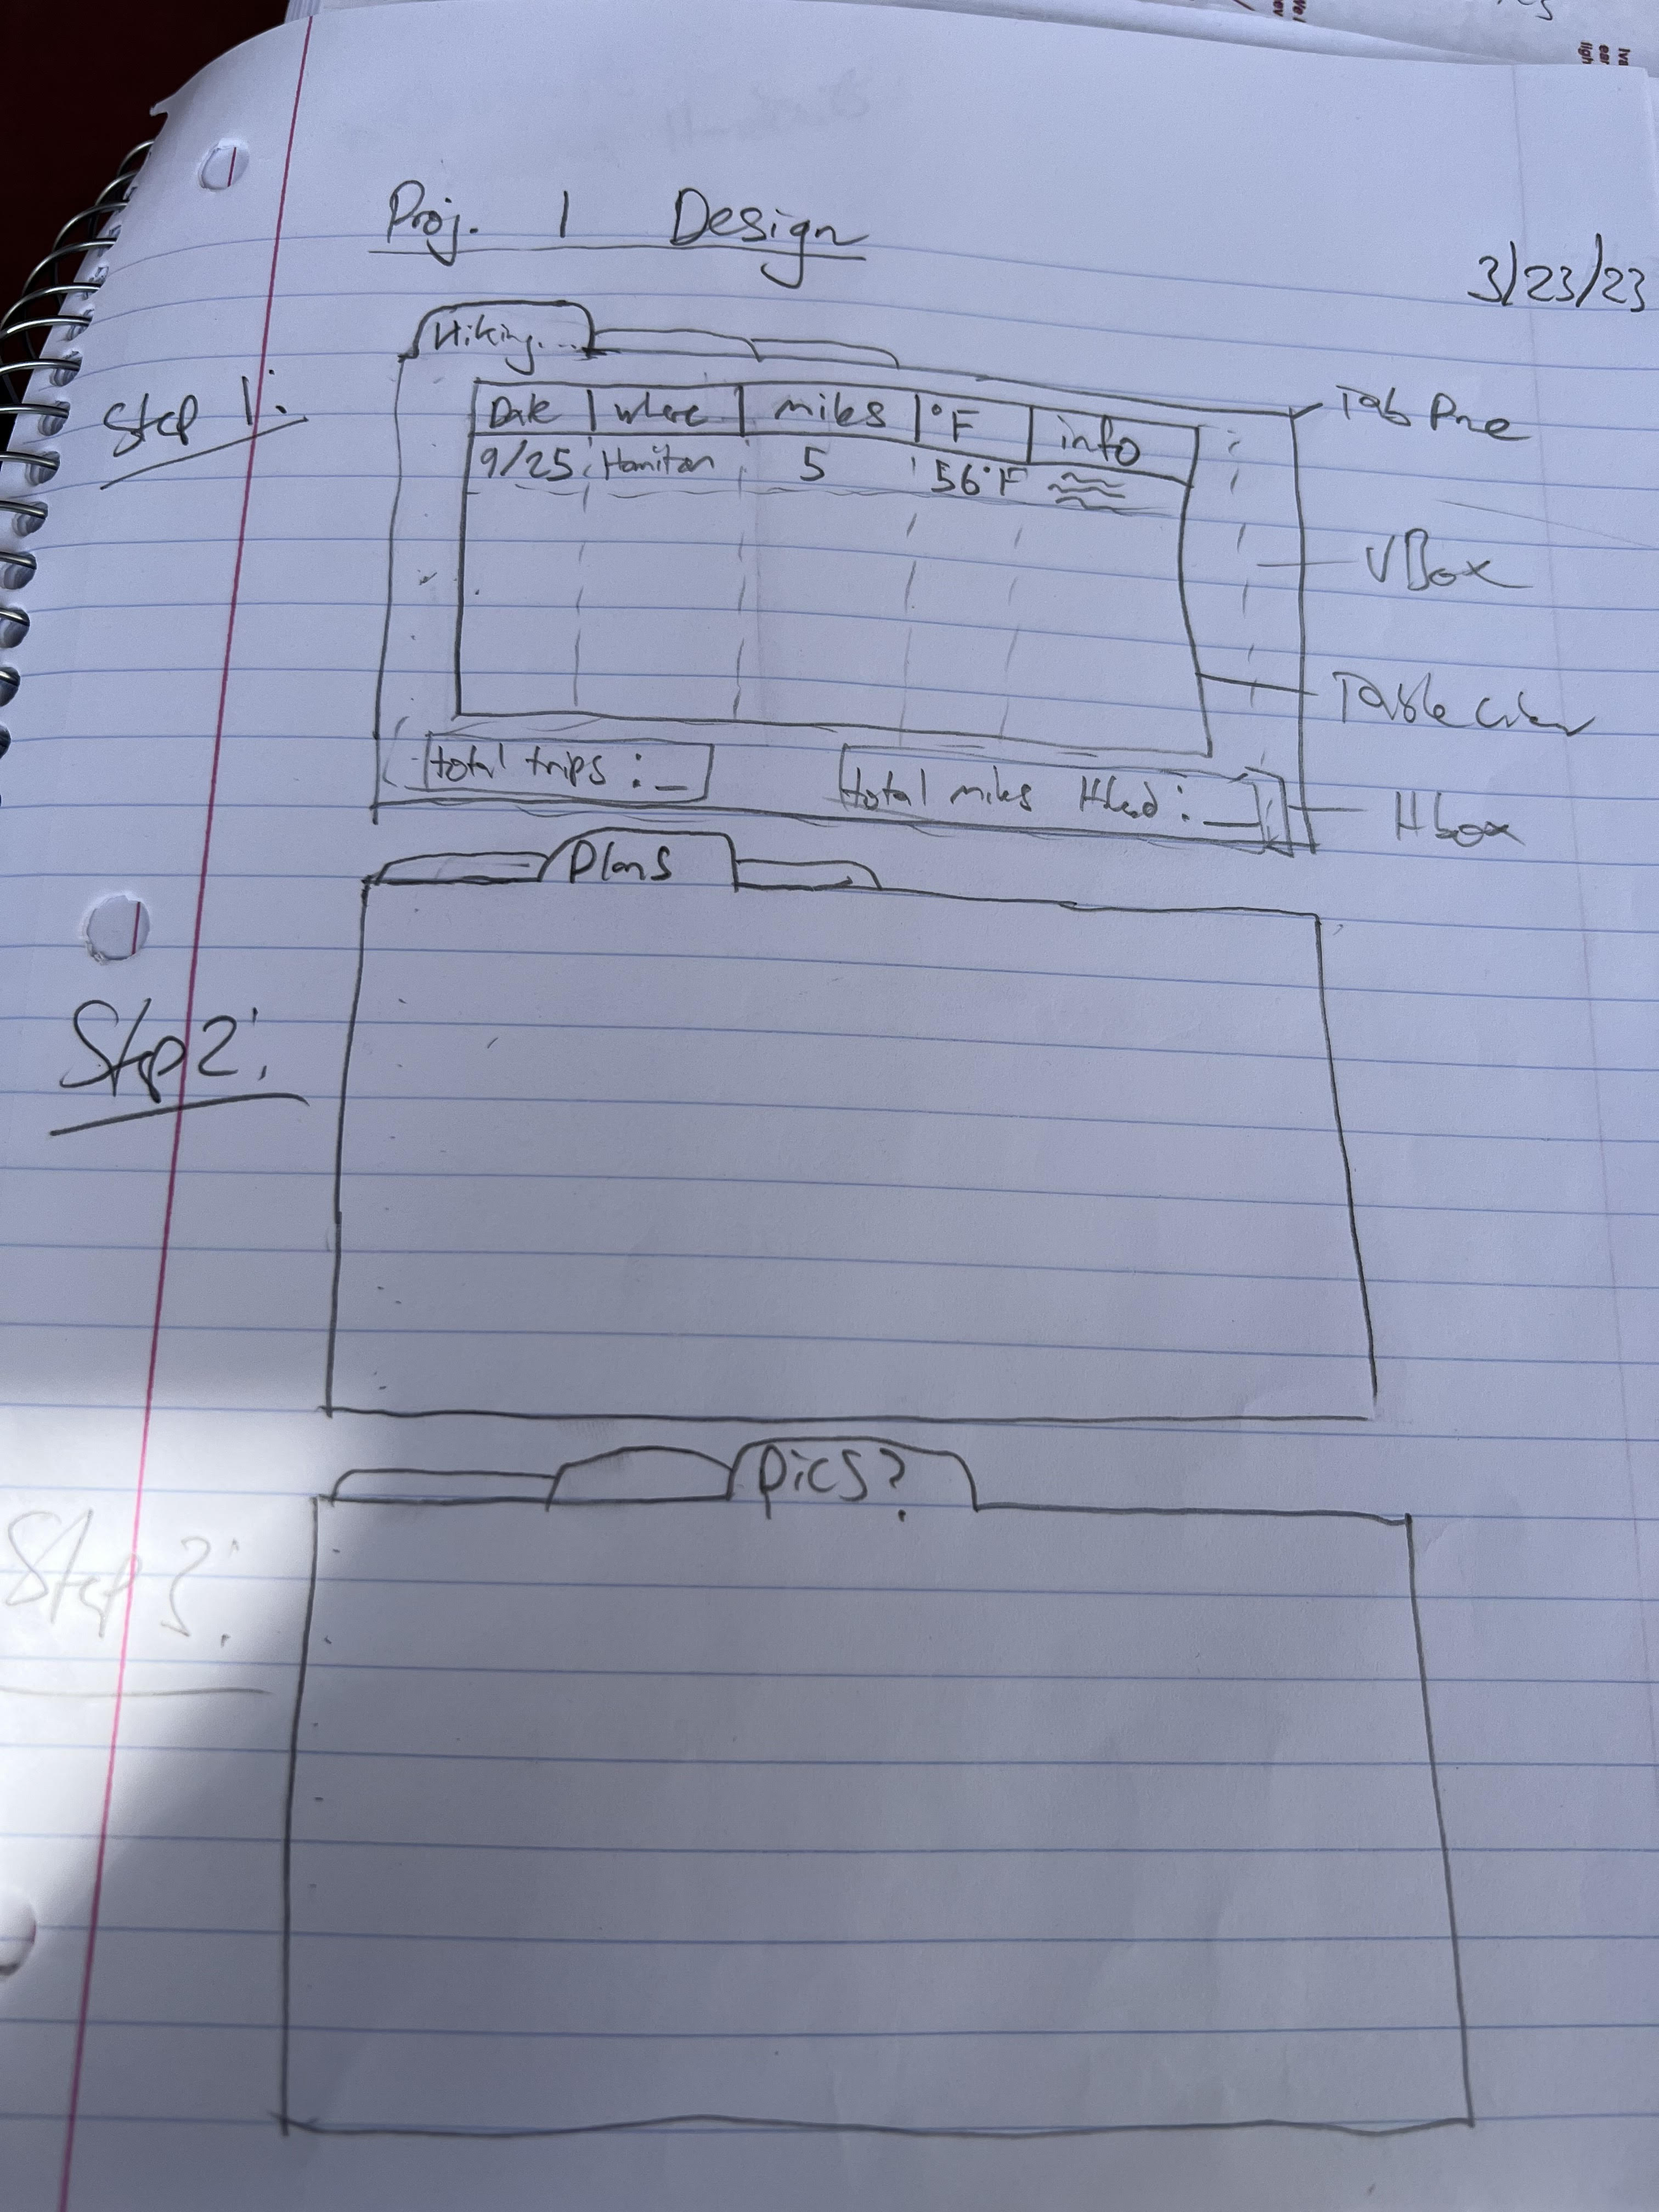 Proj. 1 Design
3/23/23
Step 1:
Hiking...
Date where miles °F info
9/25 Hamilton 5 56°F
Tab Pane
VBox
Table View
total trips: _
total miles Hiked: _
Hbox
Plans
Step 2:
Pics?
Step 3: